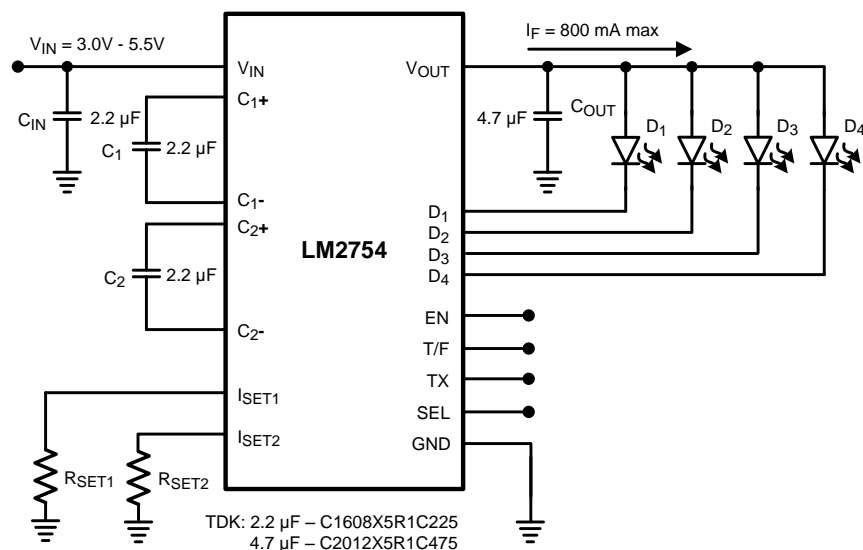 V_IN = 3.0V - 5.5V
I_F = 800 mA max
V_IN
V_OUT
C_IN
2.2 µF
C1+
C1
2.2 µF
C1-
C2+
C2
2.2 µF
C2-
4.7 µF
C_OUT
D1
D2
D3
D4
LM2754
D1
D2
D3
D4
EN
T/F
TX
SEL
GND
I_SET1
I_SET2
R_SET1
R_SET2
TDK: 2.2 µF – C1608X5R1C225
4.7 µF – C2012X5R1C475